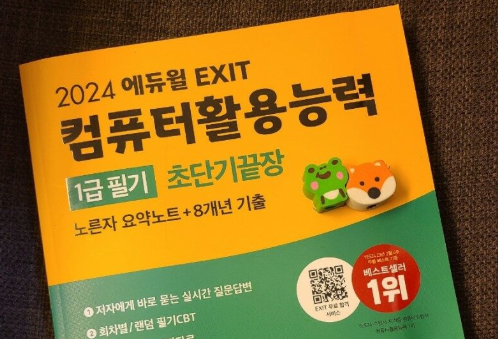 2024 에듀윌 EXIT
컴퓨터활용능력
1급 필기 초단기끝장
노른자 요약노트+8개년 기출
1 저자에게 바로 묻는 실시간 질문답변
2 회차별/랜덤 필기CBT
EXIT 무료 합격
서비스
베스트셀러
1위